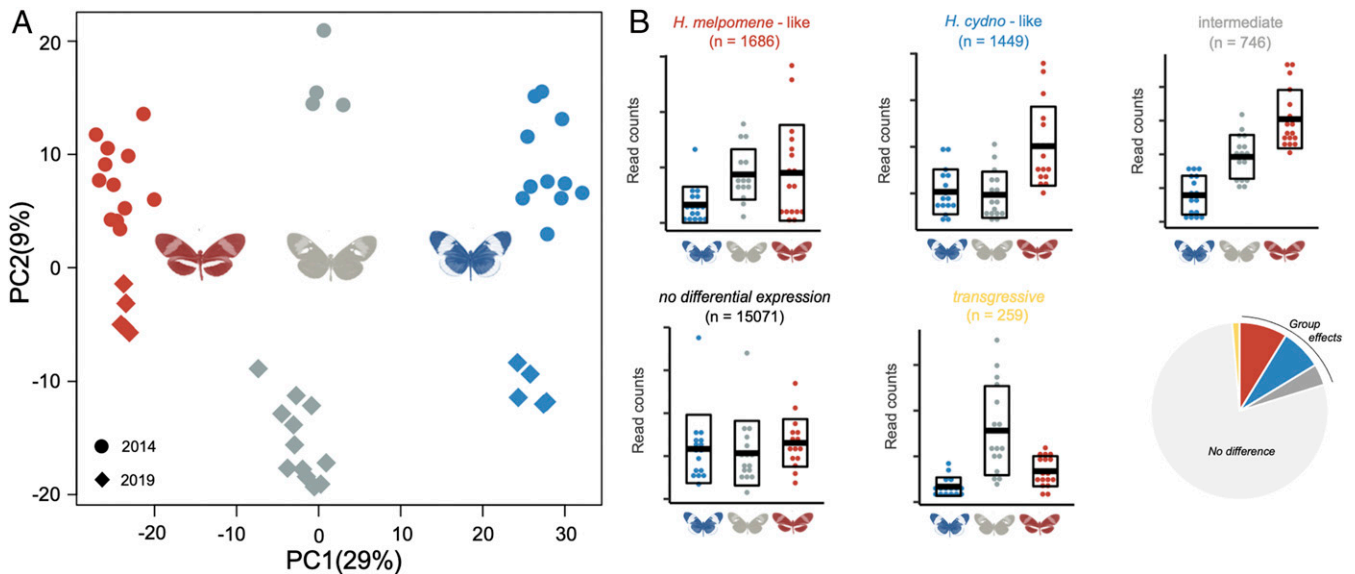 A
20
10
0
-10
-20
PC2(9%)
2014
2019
-20
-10
0
10
20
30
PC1(29%)
B
H. melpomene - like
(n = 1686)
Read counts
H. cydno - like
(n = 1449)
Read counts
intermediate
(n = 746)
Read counts
no differential expression
(n = 15071)
Read counts
transgressive
(n = 259)
Read counts
Group
effects
No difference